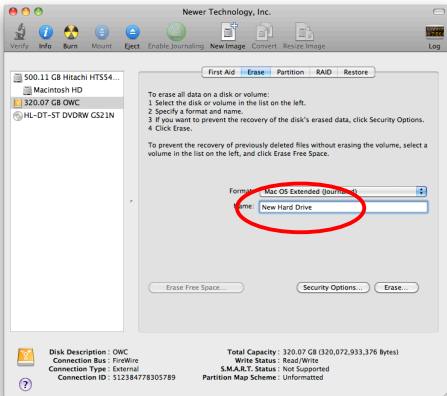 Newer Technology, Inc.
Verify Info Burn Mount Eject Enable Journaling New Image Convert Resize Image Log
500.11 GB Hitachi HTS54...
Macintosh HD
320.07 GB OWC
HL-DT-ST DVDRW GS21N
First Aid Erase Partition RAID Restore
To erase all data on a disk or volume:
1 Select the disk or volume in the list on the left.
2 Specify a format and name.
3 If you want to prevent the recovery of the disk's erased data, click Security Options.
4 Click Erase.
To prevent the recovery of previously deleted files without erasing the volume, select a
volume in the list on the left, and click Erase Free Space.
Format: Mac OS Extended (Journaled)
Name: New Hard Drive
Erase Free Space... Security Options... Erase...
Disk Description : OWC Total Capacity : 320.07 GB (320,072,933,376 Bytes)
Connection Bus : FireWire Write Status : Read/Write
Connection Type : External S.M.A.R.T. Status : Not Supported
Connection ID : 512384778305789 Partition Map Scheme : Unformatted
?